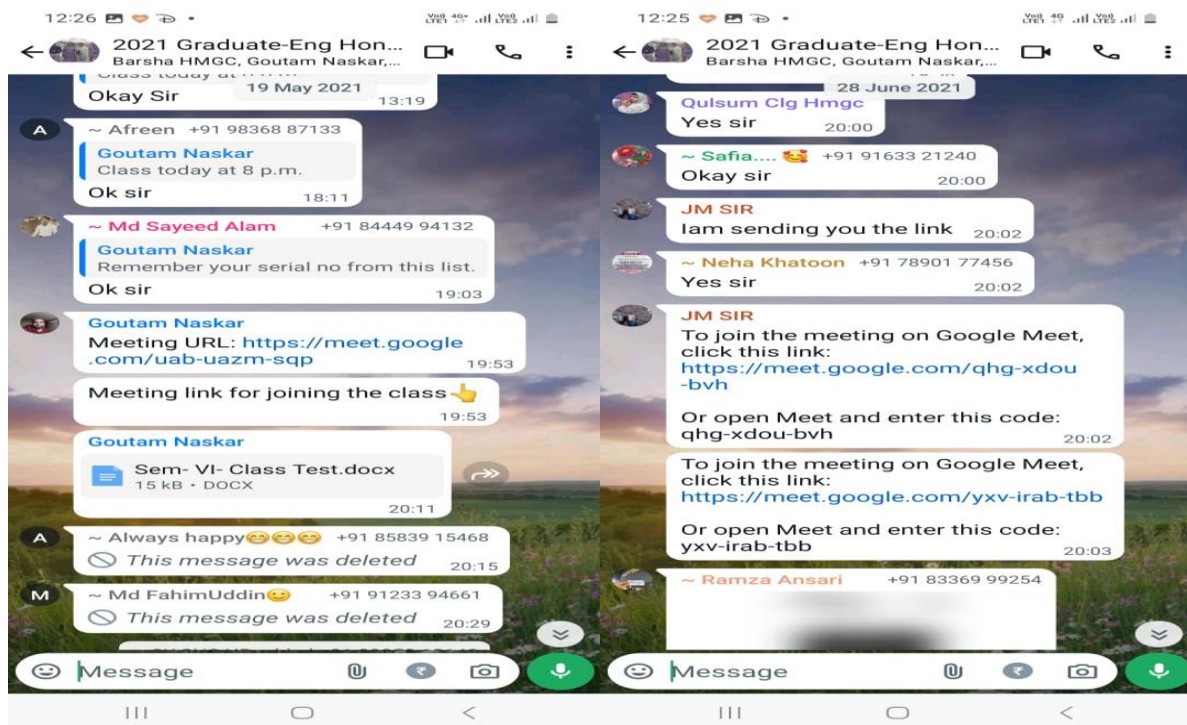 12:26
2021 Graduate-Eng Hon...
Barsha HMGC, Goutam Naskar,...
19 May 2021
Okay Sir
13:19
A
~ Afreen +91 98368 87133
Goutam Naskar
Class today at 8 p.m.
Ok sir
18:11
~ Md Sayeed Alam +91 84449 94132
Goutam Naskar
Remember your serial no from this list.
Ok sir
19:03
Goutam Naskar
Meeting URL: https://meet.google
.com/uab-uazm-sqp
19:53
Meeting link for joining the class👆
19:53
Goutam Naskar
Sem- VI- Class Test.docx
15 kB • DOCX
20:11
A
~ Always happy😁😁😁 +91 85839 15468
This message was deleted
20:15
M
~ Md FahimUddin😉 +91 91233 94661
This message was deleted
20:29
Message
12:25
2021 Graduate-Eng Hon...
Barsha HMGC, Goutam Naskar,...
28 June 2021
Qulsum Clg Hmgc
Yes sir
20:00
~ Safia.... 🥰 +91 91633 21240
Okay sir
20:00
JM SIR
Iam sending you the link
20:02
~ Neha Khatoon +91 78901 77456
Yes sir
20:02
JM SIR
To join the meeting on Google Meet,
click this link:
https://meet.google.com/qhg-xdou
-bvh
Or open Meet and enter this code:
qhg-xdou-bvh
20:02
To join the meeting on Google Meet,
click this link:
https://meet.google.com/yxv-irab-tbb
Or open Meet and enter this code:
yxv-irab-tbb
20:03
~ Ramza Ansari +91 83369 99254
Message